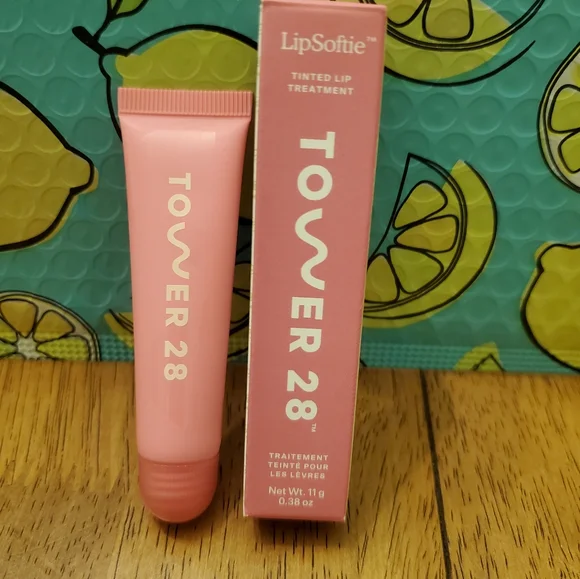 TOWER 28
LipSoftie™
TINTED LIP
TREATMENT
TOWER 28™
TRAITEMENT
TEINTÉ POUR
LES LÈVRES
Net Wt. 11 g
0.38 oz